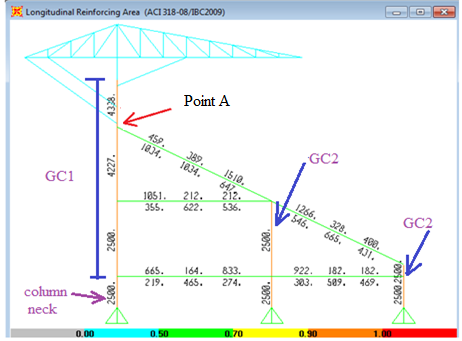 Longitudinal Reinforcing Area (ACI 318-08/IBC2009)
4338.
Point A
459. 389. 1510.
1034. 1034. 647.
GC1
4227.
GC2
1051. 212. 212.
355. 622. 536.
1266. 328. 400.
546. 665. 431.
GC2
2500.
2500.
2500.
665. 164. 833. 922. 182. 182.
219. 465. 274. 303. 509. 469.
column
neck
2500.
2500.
2500.
0.00 0.50 0.70 0.90 1.00